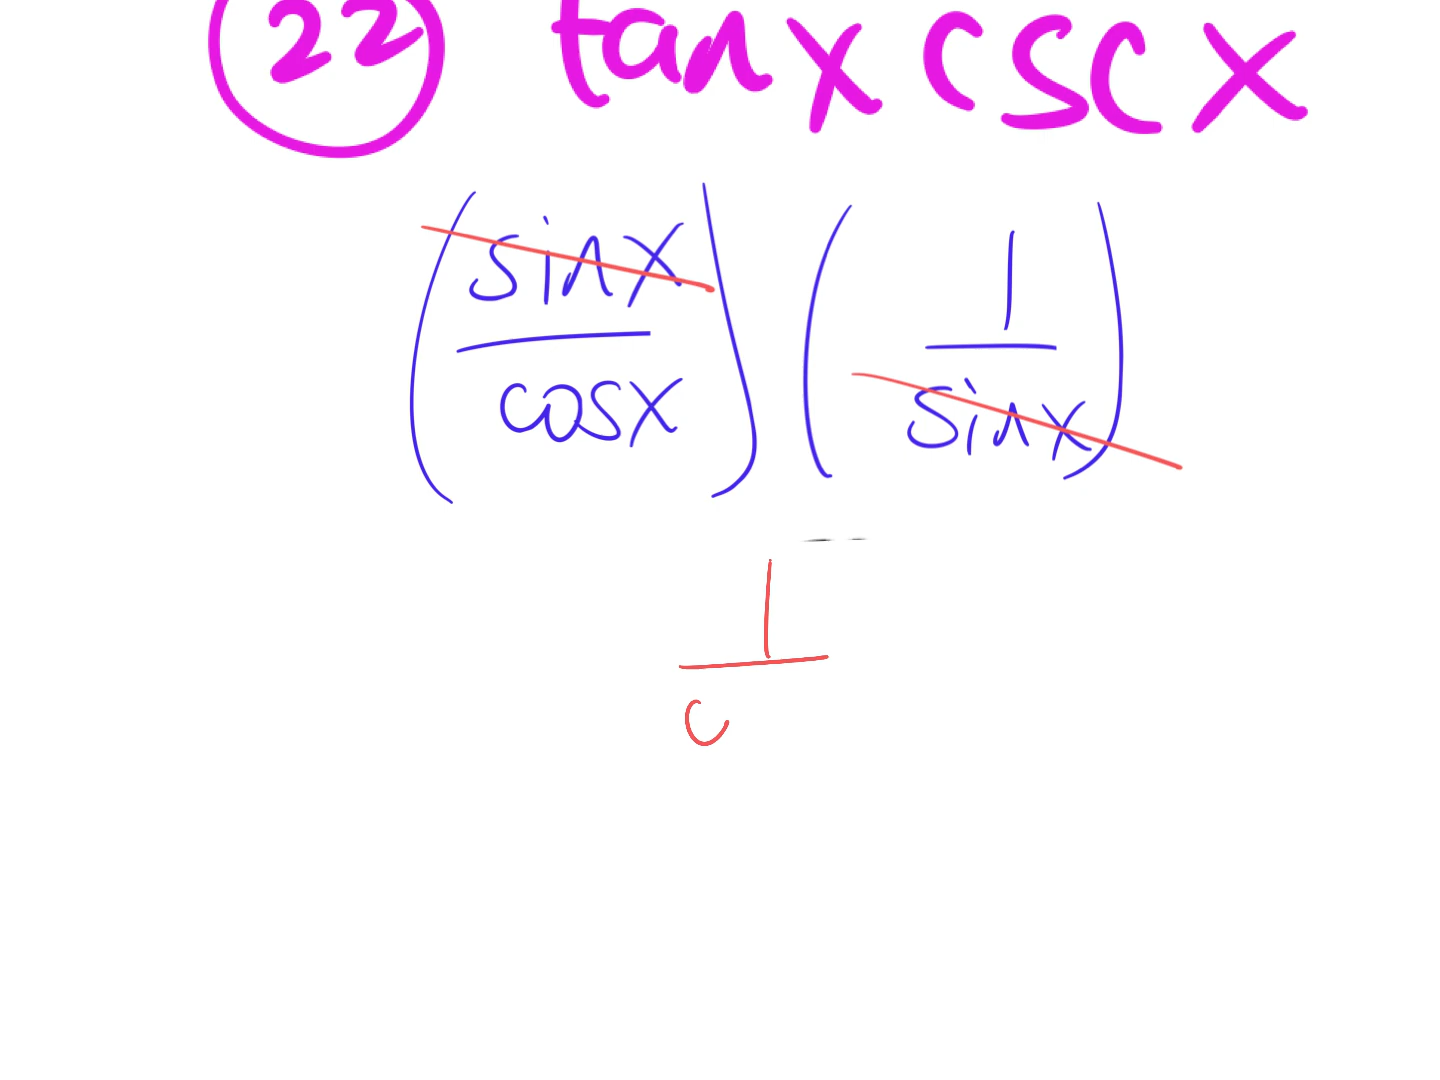 22 tan x csc x
(sin x / cos x) (1 / sin x)
1
c